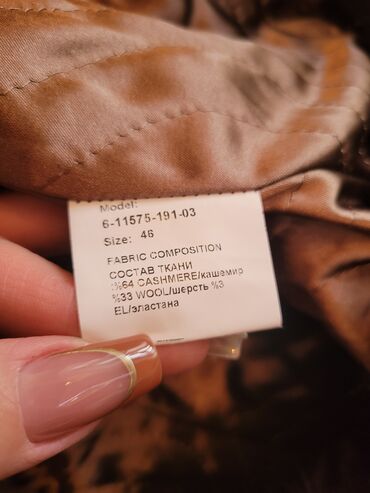 Model:
6-11575-191-03
Size: 46
FABRIC COMPOSITION
СОСТАВ ТКАНИ
:%64 CASHMERE/кашемир
%33 WOOL/шерсть %3
EL/эластана